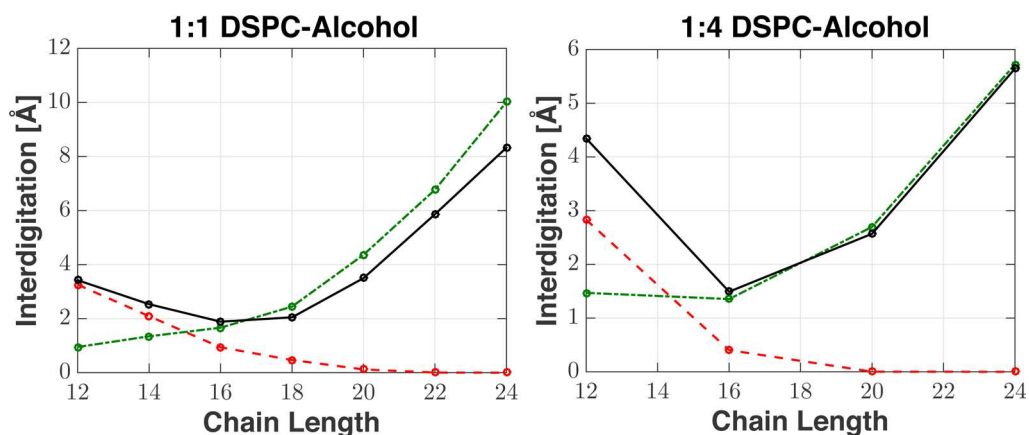 1:1 DSPC-Alcohol
Interdigitation [Å]
12
10
8
6
4
2
0
12 14 16 18 20 22 24
Chain Length
1:4 DSPC-Alcohol
Interdigitation [Å]
6
5
4
3
2
1
0
12 14 16 18 20 22 24
Chain Length